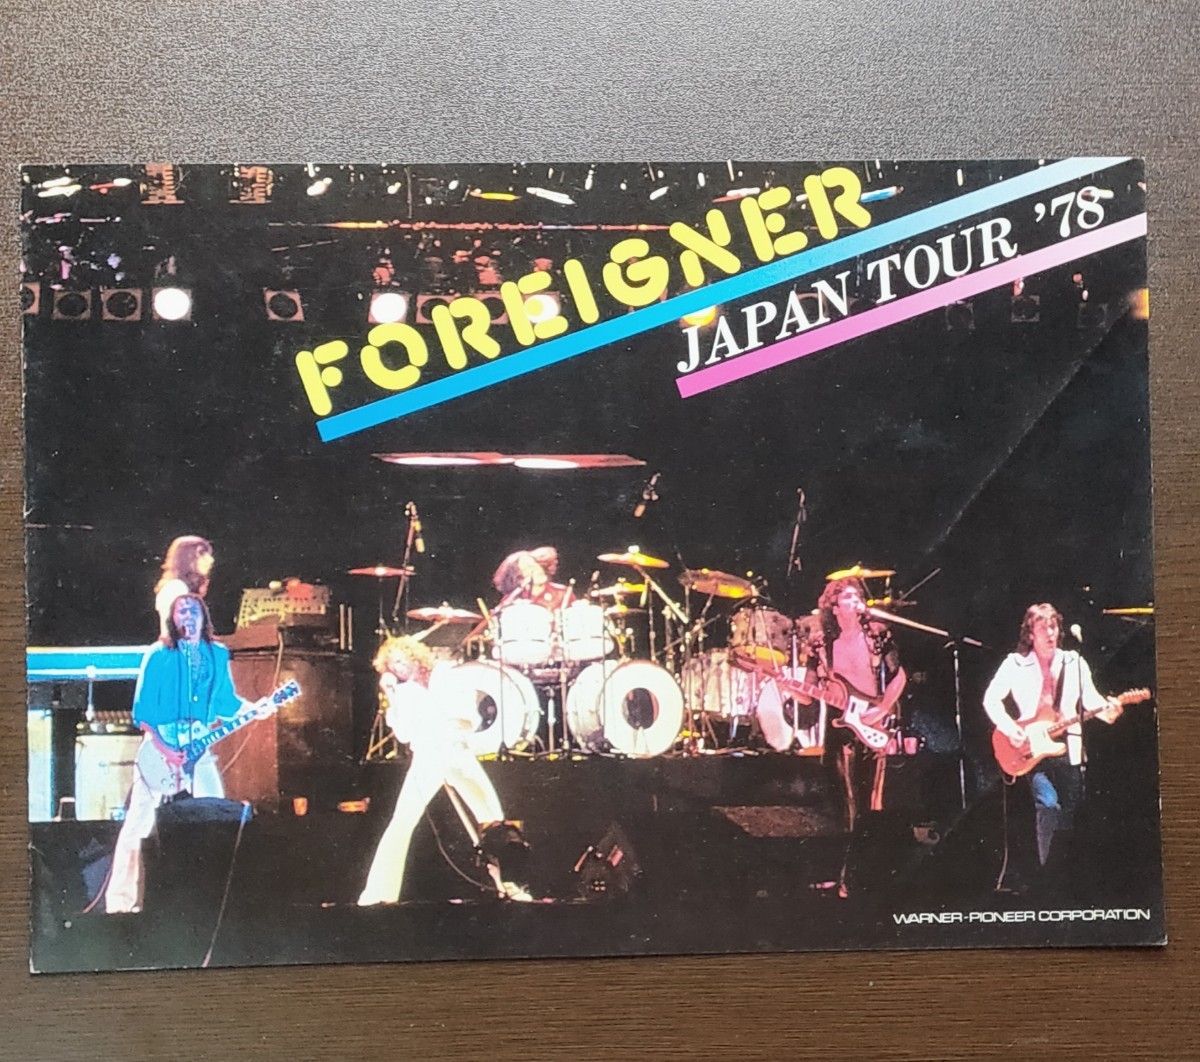 FOREIGNER
JAPAN TOUR '78
WARNER-PIONEER CORPORATION